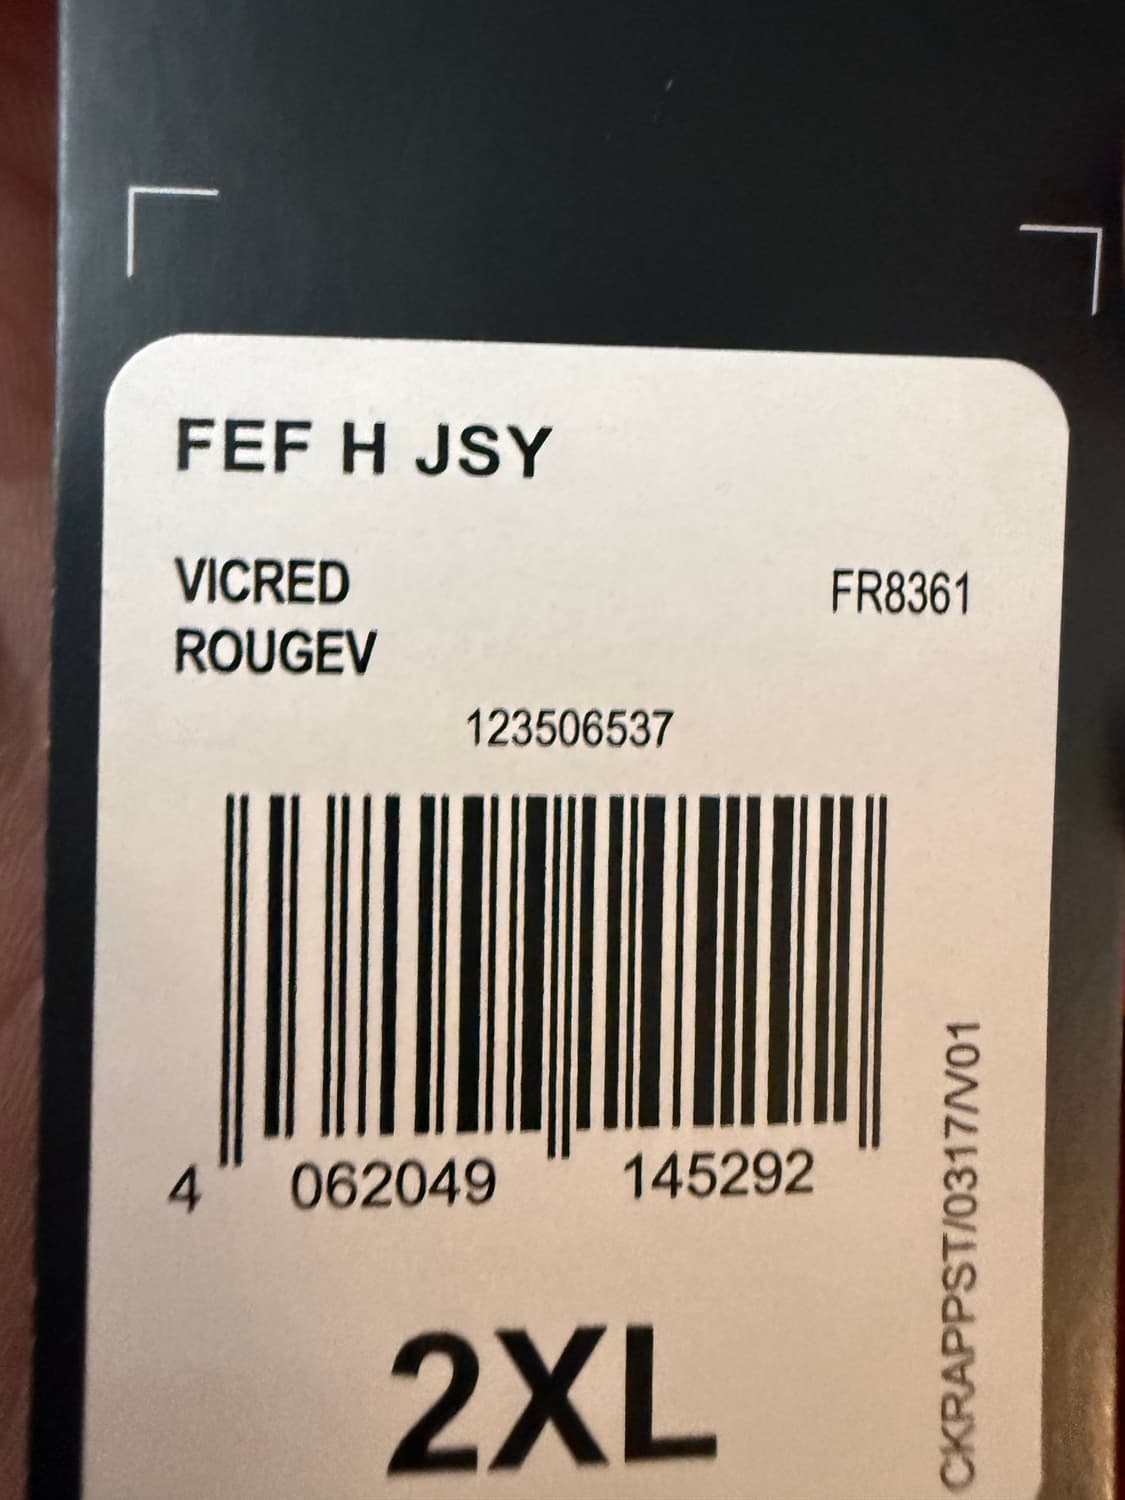 FEF H JSY
VICRED
FR8361
ROUGEV
123506537
4 062049 145292
2XL
CKRAPPST/0317/V01